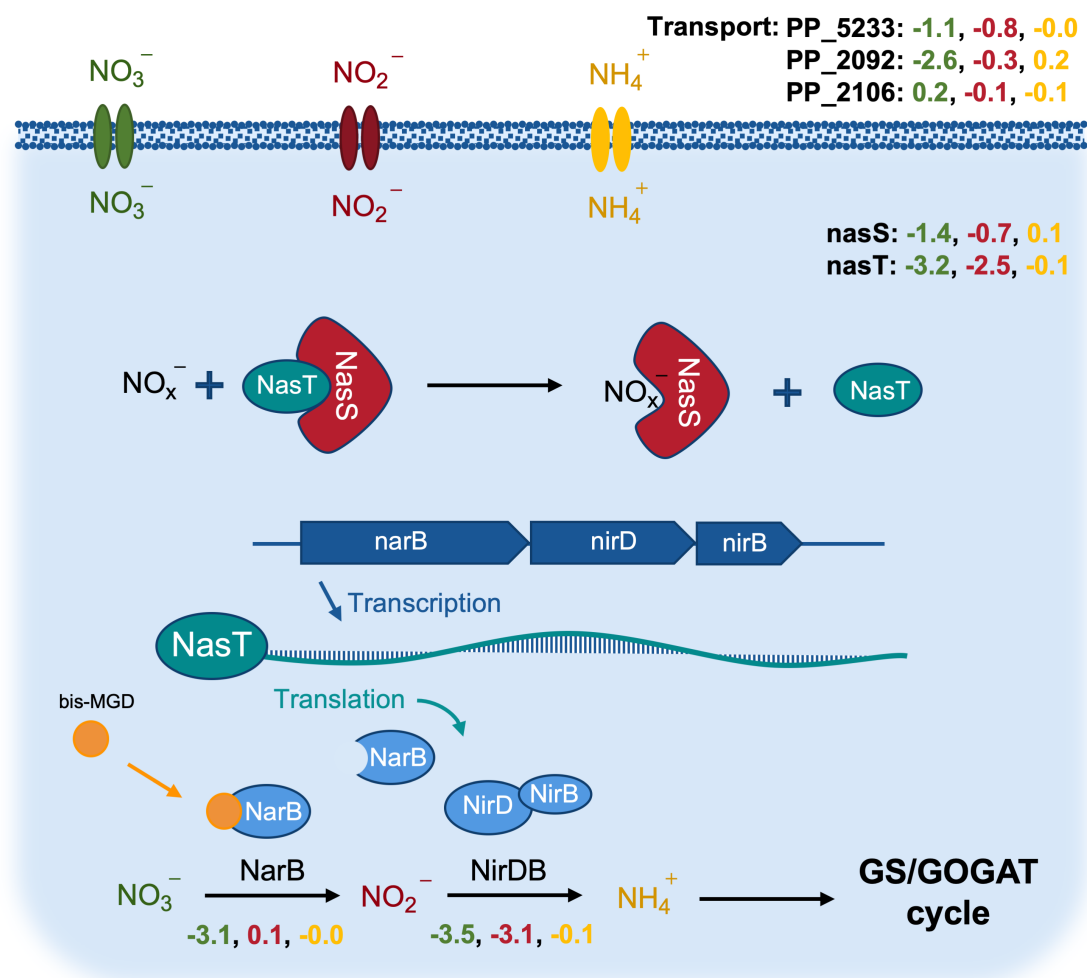 Transport: PP_5233: -1.1, -0.8, -0.0
PP_2092: -2.6, -0.3, 0.2
PP_2106: 0.2, -0.1, -0.1
NO₃⁻
NO₂⁻
NH₄⁺
NO₃⁻
NO₂⁻
NH₄⁺
nasS: -1.4, -0.7, 0.1
nasT: -3.2, -2.5, -0.1
NOₓ⁻ + NasT NasS
NOₓ⁻ NasS + NasT
narB nirD nirB
Transcription
NasT
Translation
bis-MGD
NarB
NarB
NirD NirB
NarB
NirDB
NO₃⁻
NO₂⁻
NH₄⁺
GS/GOGAT
cycle
-3.1, 0.1, -0.0
-3.5, -3.1, -0.1